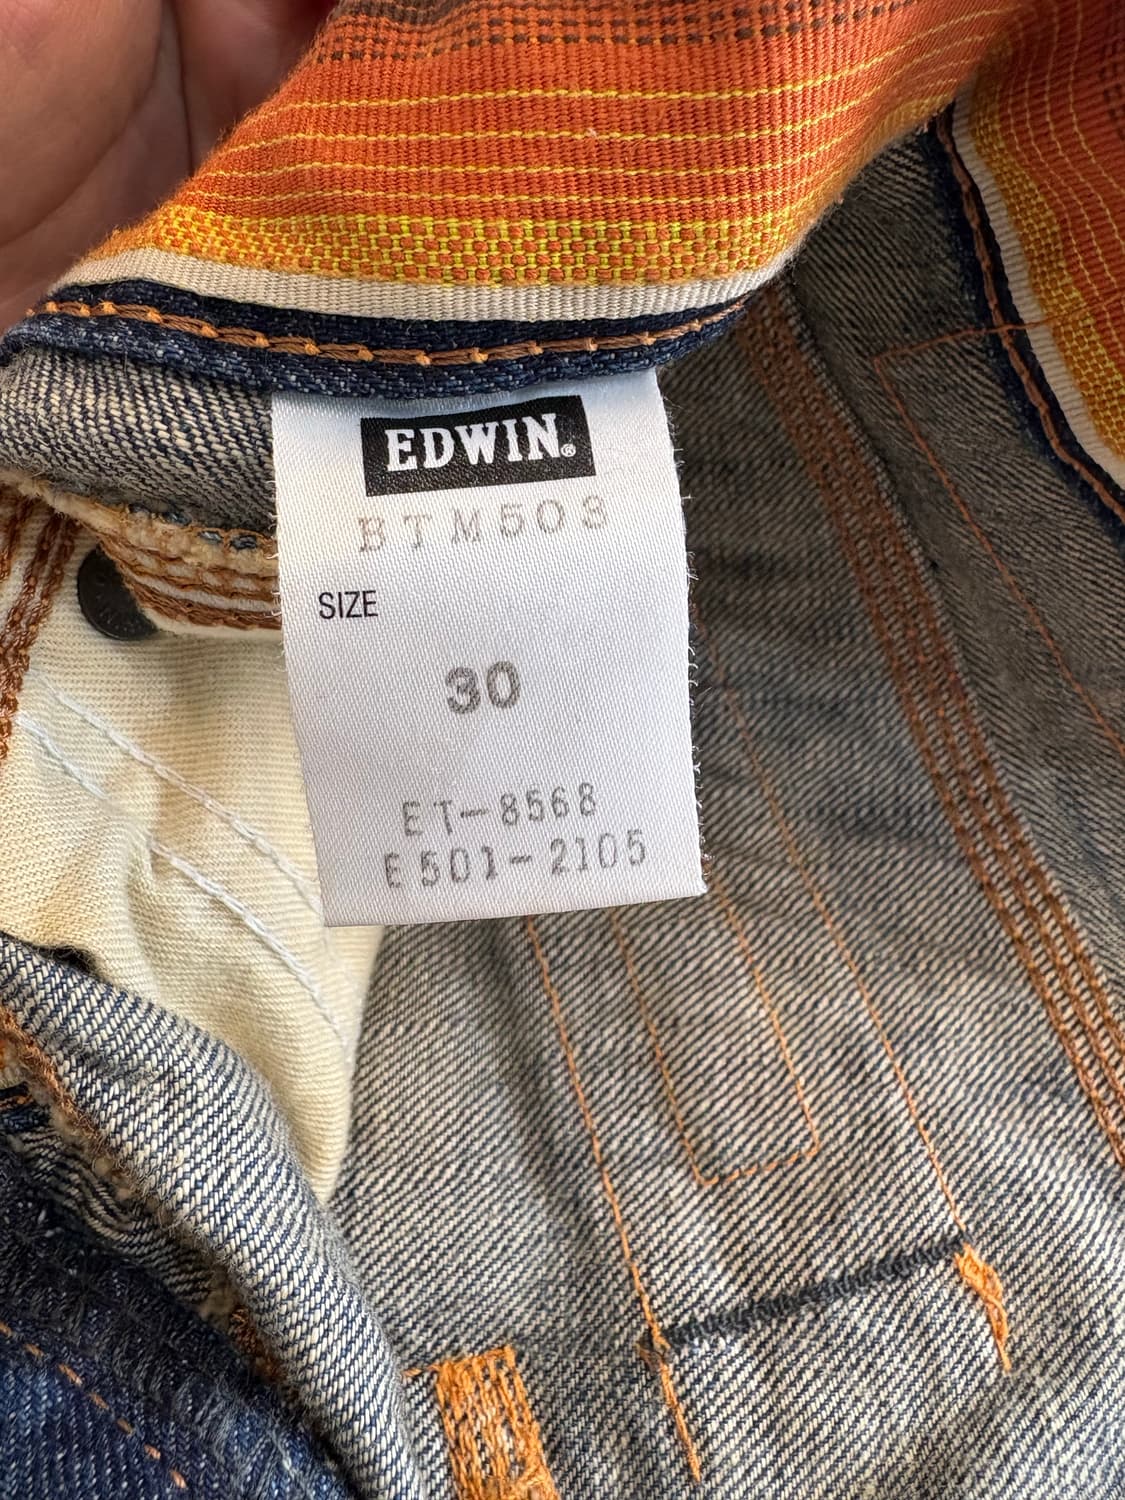 EDWIN®
BTM503
SIZE
30
ET-8568
E501-2105